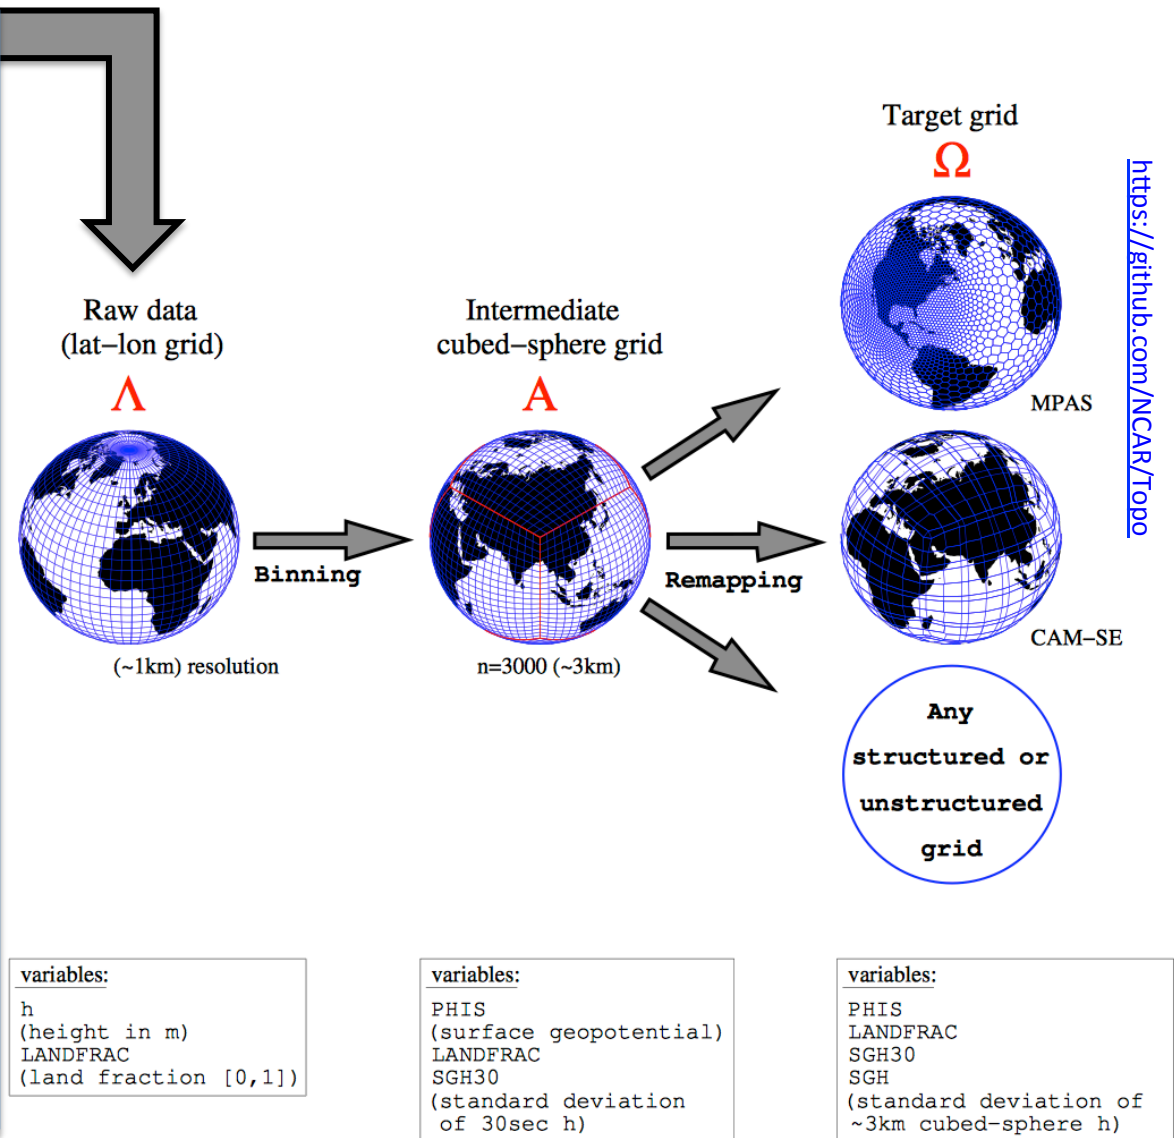 Target grid
Ω
https://github.com/NCAR/Topo
Raw data
(lat–lon grid)
Λ
Intermediate
cubed–sphere grid
A
MPAS
Binning
Remapping
(~1km) resolution
n=3000 (~3km)
CAM–SE
Any
structured or
unstructured
grid
variables:
h
(height in m)
LANDFRAC
(land fraction [0,1])
variables:
PHIS
(surface geopotential)
LANDFRAC
SGH30
(standard deviation
of 30sec h)
variables:
PHIS
LANDFRAC
SGH30
SGH
(standard deviation of
~3km cubed-sphere h)